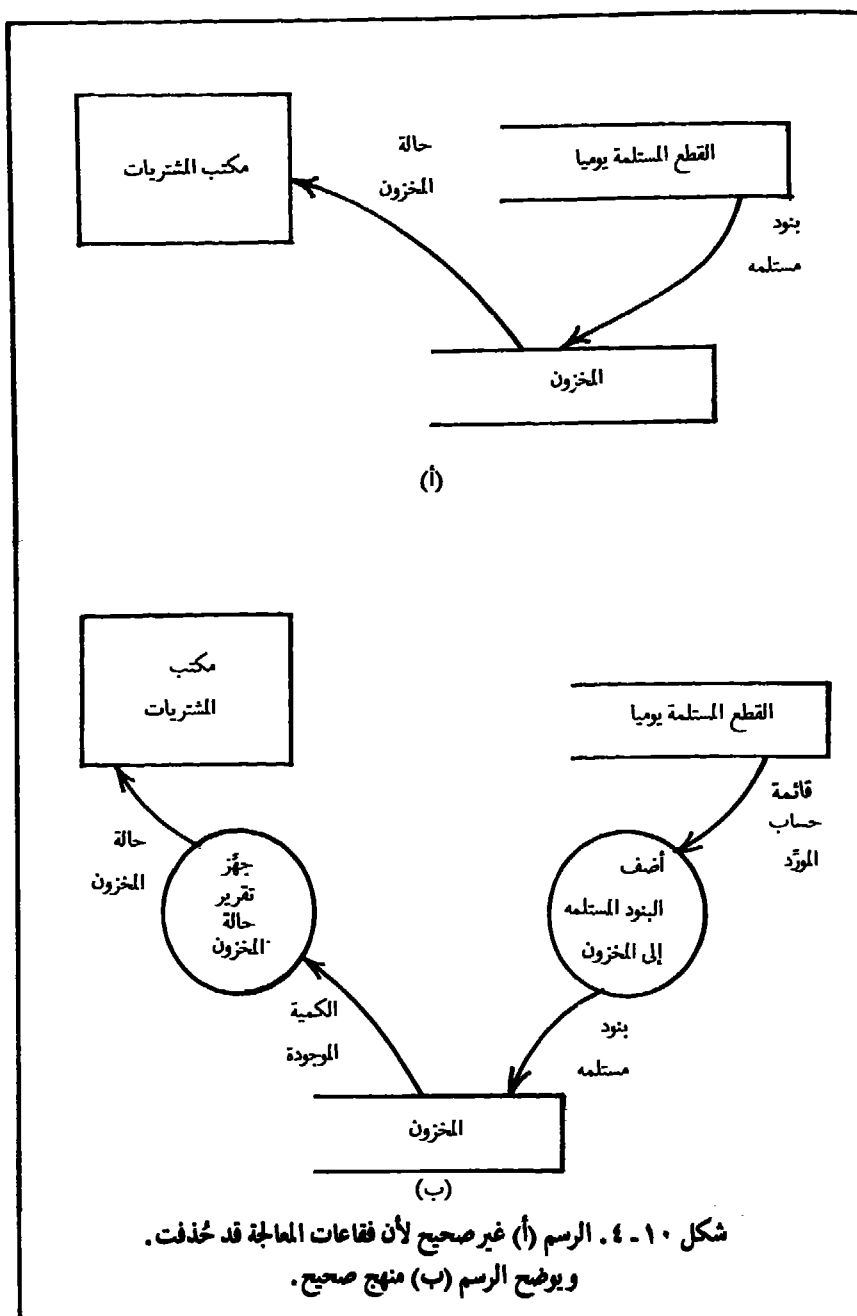 القطع المستلمة يوميا
حالة
المخزون
مكتب المشتريات
بنود
مستلمه
المخزون
(أ)
مكتب
المشتريات
القطع المستلمة يوميا
قائمة
حساب
المورِّد
أضف
البنود المستلمه
إلى المخزون
حالة
المخزون
جهِّز
تقرير
حالة
المخزون
الكمية
الموجودة
بنود
مستلمه
المخزون
(ب)
شكل ١٠ ـ ٤. الرسم (أ) غير صحيح لأن فقاعات المعالجة قد حُذفت.
ويوضح الرسم (ب) منهج صحيح.